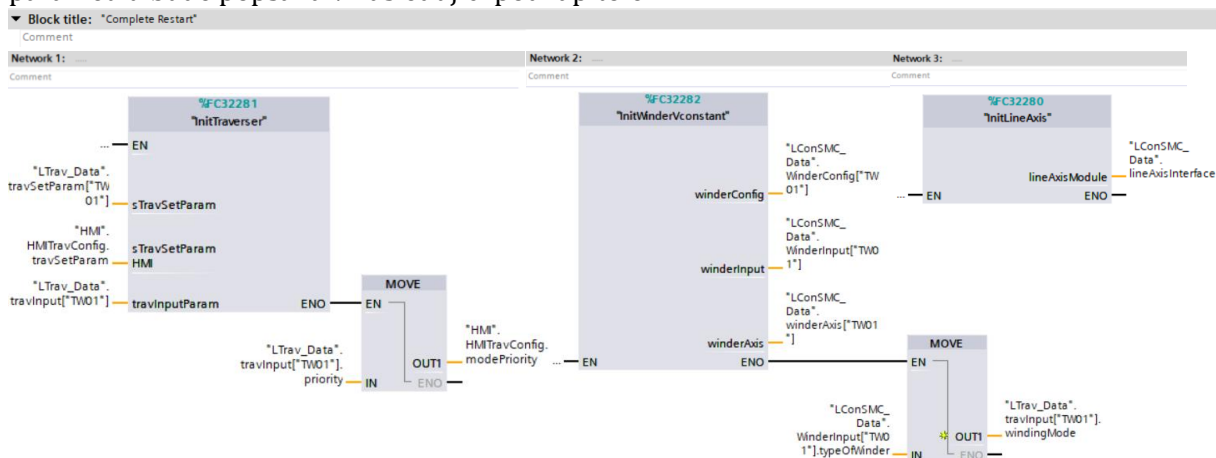 Block title: "Complete Restart"
Comment
Network 1: ....
Comment
%FC32281
"InitTraverser"
... EN
"LTrav_Data".
travSetParam["TW
01"]
sTravSetParam
"HMI".
HMITravConfig.
travSetParam
sTravSetParam
HMI
"LTrav_Data".
travInput["TW01"]
travInputParam
ENO
MOVE
EN
"LTrav_Data".
travInput["TW01"].
priority
IN
OUT1
ENO
"HMI".
HMITravConfig.
modePriority
Network 2: ....
Comment
%FC32282
"InitWinderVconstant"
winderConfig
"LConSMC_
Data".
WinderConfig["TW
01"]
winderInput
"LConSMC_
Data".
WinderInput["TW0
1"]
winderAxis
"LConSMC_
Data".
winderAxis["TW01
"]
... EN
ENO
MOVE
EN
"LConSMC_
Data".
WinderInput["TW0
1"].typeOfWinder
IN
OUT1
ENO
"LTrav_Data".
travInput["TW01"].
windingMode
Network 3: ....
Comment
%FC32280
"InitLineAxis"
lineAxisModule
"LConSMC_
Data".
lineAxisInterface
... EN
ENO